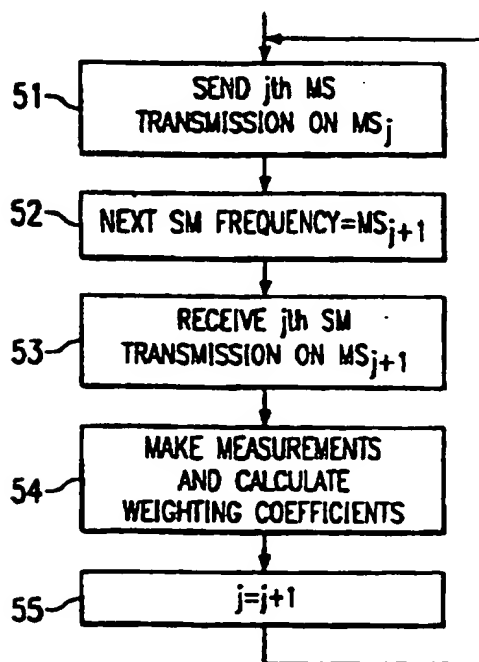 51
SEND jth MS
TRANSMISSION ON MSj
52
NEXT SM FREQUENCY=MSj+1
53
RECEIVE jth SM
TRANSMISSION ON MSj+1
54
MAKE MEASUREMENTS
AND CALCULATE
WEIGHTING COEFFICIENTS
55
j=j+1